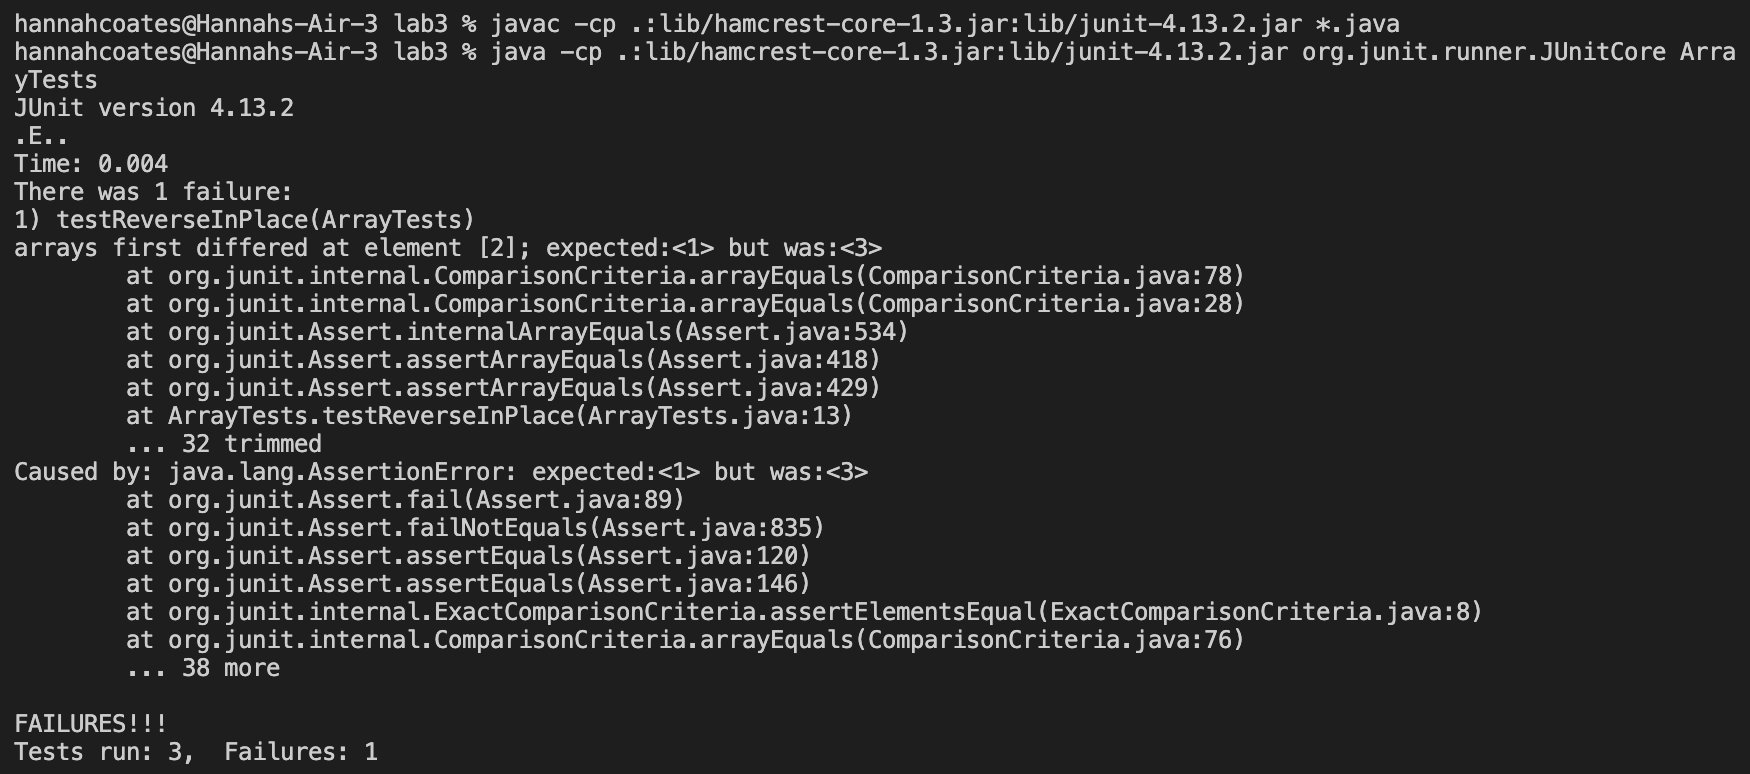 hannahcoates@Hannahs-Air-3 lab3 % javac -cp .:lib/hamcrest-core-1.3.jar:lib/junit-4.13.2.jar *.java
hannahcoates@Hannahs-Air-3 lab3 % java -cp .:lib/hamcrest-core-1.3.jar:lib/junit-4.13.2.jar org.junit.runner.JUnitCore Arra
yTests
JUnit version 4.13.2
.E..
Time: 0.004
There was 1 failure:
1) testReverseInPlace(ArrayTests)
arrays first differed at element [2]; expected:<1> but was:<3>
        at org.junit.internal.ComparisonCriteria.arrayEquals(ComparisonCriteria.java:78)
        at org.junit.internal.ComparisonCriteria.arrayEquals(ComparisonCriteria.java:28)
        at org.junit.Assert.internalArrayEquals(Assert.java:534)
        at org.junit.Assert.assertArrayEquals(Assert.java:418)
        at org.junit.Assert.assertArrayEquals(Assert.java:429)
        at ArrayTests.testReverseInPlace(ArrayTests.java:13)
        ... 32 trimmed
Caused by: java.lang.AssertionError: expected:<1> but was:<3>
        at org.junit.Assert.fail(Assert.java:89)
        at org.junit.Assert.failNotEquals(Assert.java:835)
        at org.junit.Assert.assertEquals(Assert.java:120)
        at org.junit.Assert.assertEquals(Assert.java:146)
        at org.junit.internal.ExactComparisonCriteria.assertElementsEqual(ExactComparisonCriteria.java:8)
        at org.junit.internal.ComparisonCriteria.arrayEquals(ComparisonCriteria.java:76)
        ... 38 more

FAILURES!!!
Tests run: 3,  Failures: 1